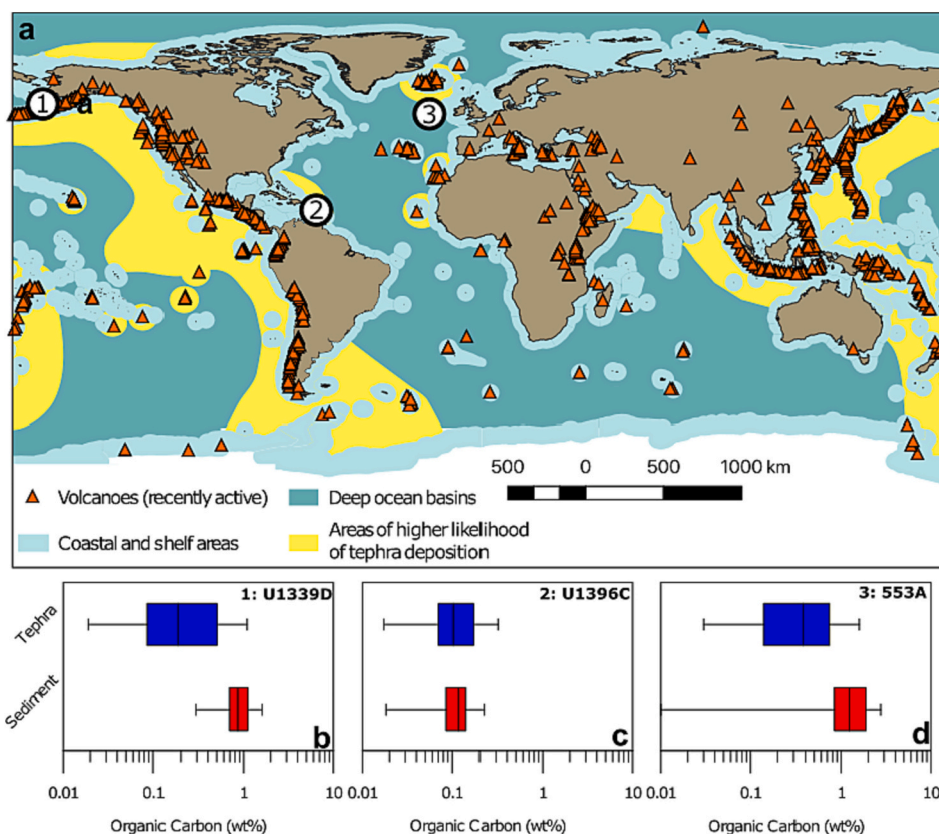 a
1
a
3
2
500 0 500 1000 km
Volcanoes (recently active)
Deep ocean basins
Coastal and shelf areas
Areas of higher likelihood
of tephra deposition
Tephra
Sediment
1: U1339D
b
0.01 0.1 1 10
Organic Carbon (wt%)
2: U1396C
c
0.01 0.1 1 10
Organic Carbon (wt%)
3: 553A
d
0.01 0.1 1 10
Organic Carbon (wt%)